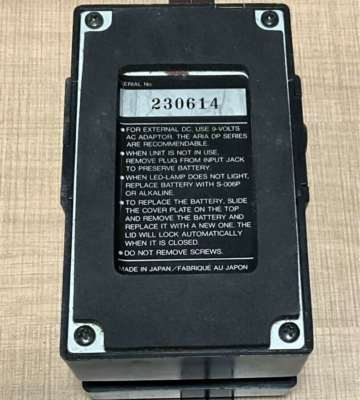 SERIAL No.
230614
• FOR EXTERNAL DC, USE 9-VOLTS
AC ADAPTOR. THE ARIA DP SERIES
ARE RECOMMENDABLE.
• WHEN UNIT IS NOT IN USE,
REMOVE PLUG FROM INPUT JACK
TO PRESERVE BATTERY.
• WHEN LED-LAMP DOES NOT LIGHT,
REPLACE BATTERY WITH S-006P
OR ALKALINE.
• TO REPLACE THE BATTERY, SLIDE
THE COVER PLATE ON THE TOP
AND REMOVE THE BATTERY AND
REPLACE IT WITH A NEW ONE. THE
LID WILL LOCK AUTOMATICALLY
WHEN IT IS CLOSED.
• DO NOT REMOVE SCREWS.
MADE IN JAPAN/FABRIQUÉ AU JAPON